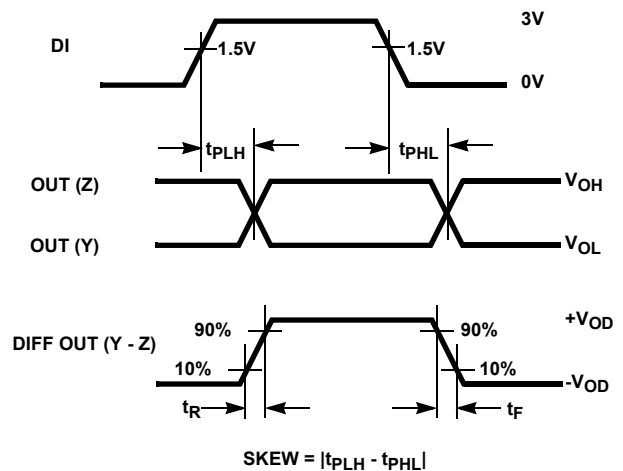 3V
DI
1.5V
1.5V
0V
tPLH
tPHL
OUT (Z)
VOH
OUT (Y)
VOL
+VOD
90%
90%
DIFF OUT (Y - Z)
10%
10%
-VOD
tR
tF
SKEW = |tPLH - tPHL|